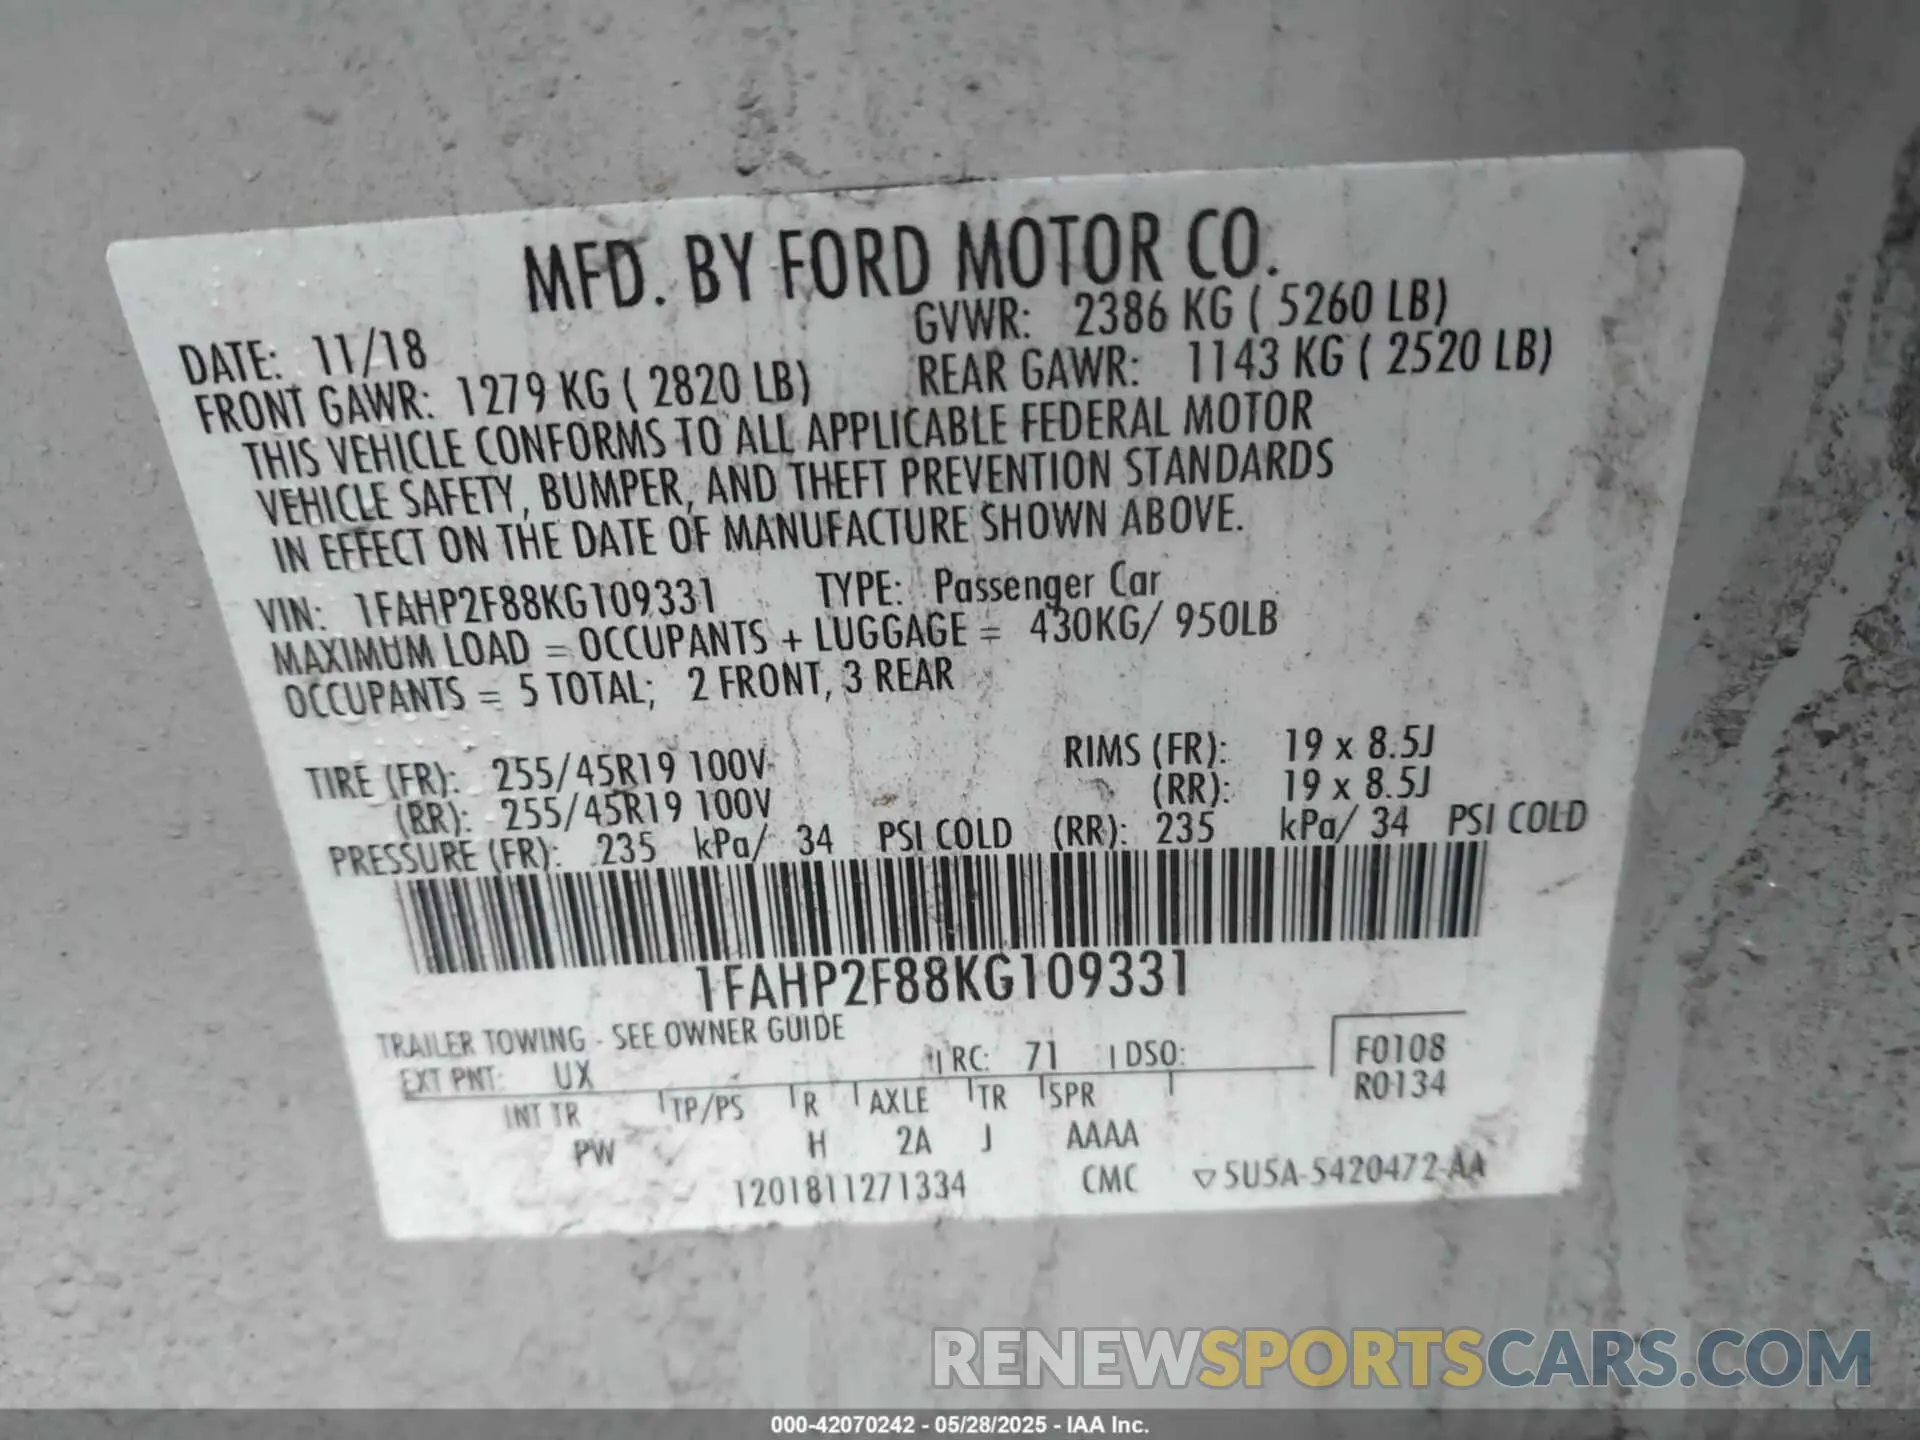 MFD. BY FORD MOTOR CO.
DATE: 11/18 GVWR: 2386 KG ( 5260 LB)
FRONT GAWR: 1279 KG ( 2820 LB) REAR GAWR: 1143 KG ( 2520 LB)
THIS VEHICLE CONFORMS TO ALL APPLICABLE FEDERAL MOTOR
VEHICLE SAFETY, BUMPER, AND THEFT PREVENTION STANDARDS
IN EFFECT ON THE DATE OF MANUFACTURE SHOWN ABOVE.
VIN: 1FAHP2F88KG109331 TYPE: Passenger Car
MAXIMUM LOAD = OCCUPANTS + LUGGAGE = 430KG/ 950LB
OCCUPANTS = 5 TOTAL; 2 FRONT, 3 REAR
TIRE (FR): 255/45R19 100V RIMS (FR): 19 x 8.5J
(RR): 255/45R19 100V (RR): 19 x 8.5J
PRESSURE (FR): 235 kPa/ 34 PSI COLD (RR): 235 kPa/ 34 PSI COLD
1FAHP2F88KG109331
TRAILER TOWING - SEE OWNER GUIDE
EXT PNT: UX RC: 71 DSO: F0108
R0134
INT TR TP/PS R AXLE TR SPR
PW H 2A J AAAA
1201811271334 CMC ▽5U5A-5420472-AA
RENEWSPORTSCARS.COM
000-42070242 - 05/28/2025 - IAA Inc.